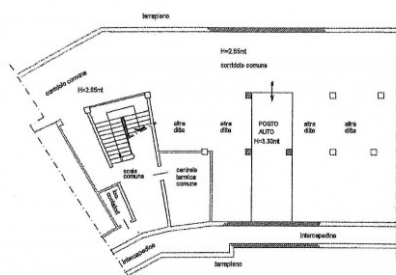 terrapieno
H=2.65mt
corridoio comune
corridoio comune
H=2.65mt
altra
ditta
altra
ditta
POSTO
AUTO
H=3.30mt
altra
ditta
altra
ditta
scala
comune
centrale
termica
comune
intercapedine
intercapedine
terrapieno